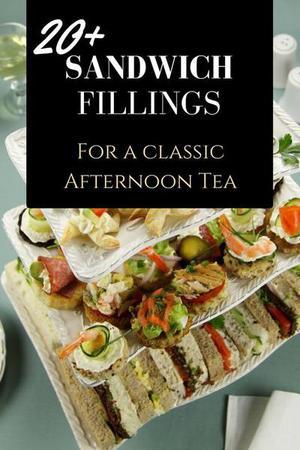 20+
SANDWICH
FILLINGS
FOR A CLASSIC
AFTERNOON TEA